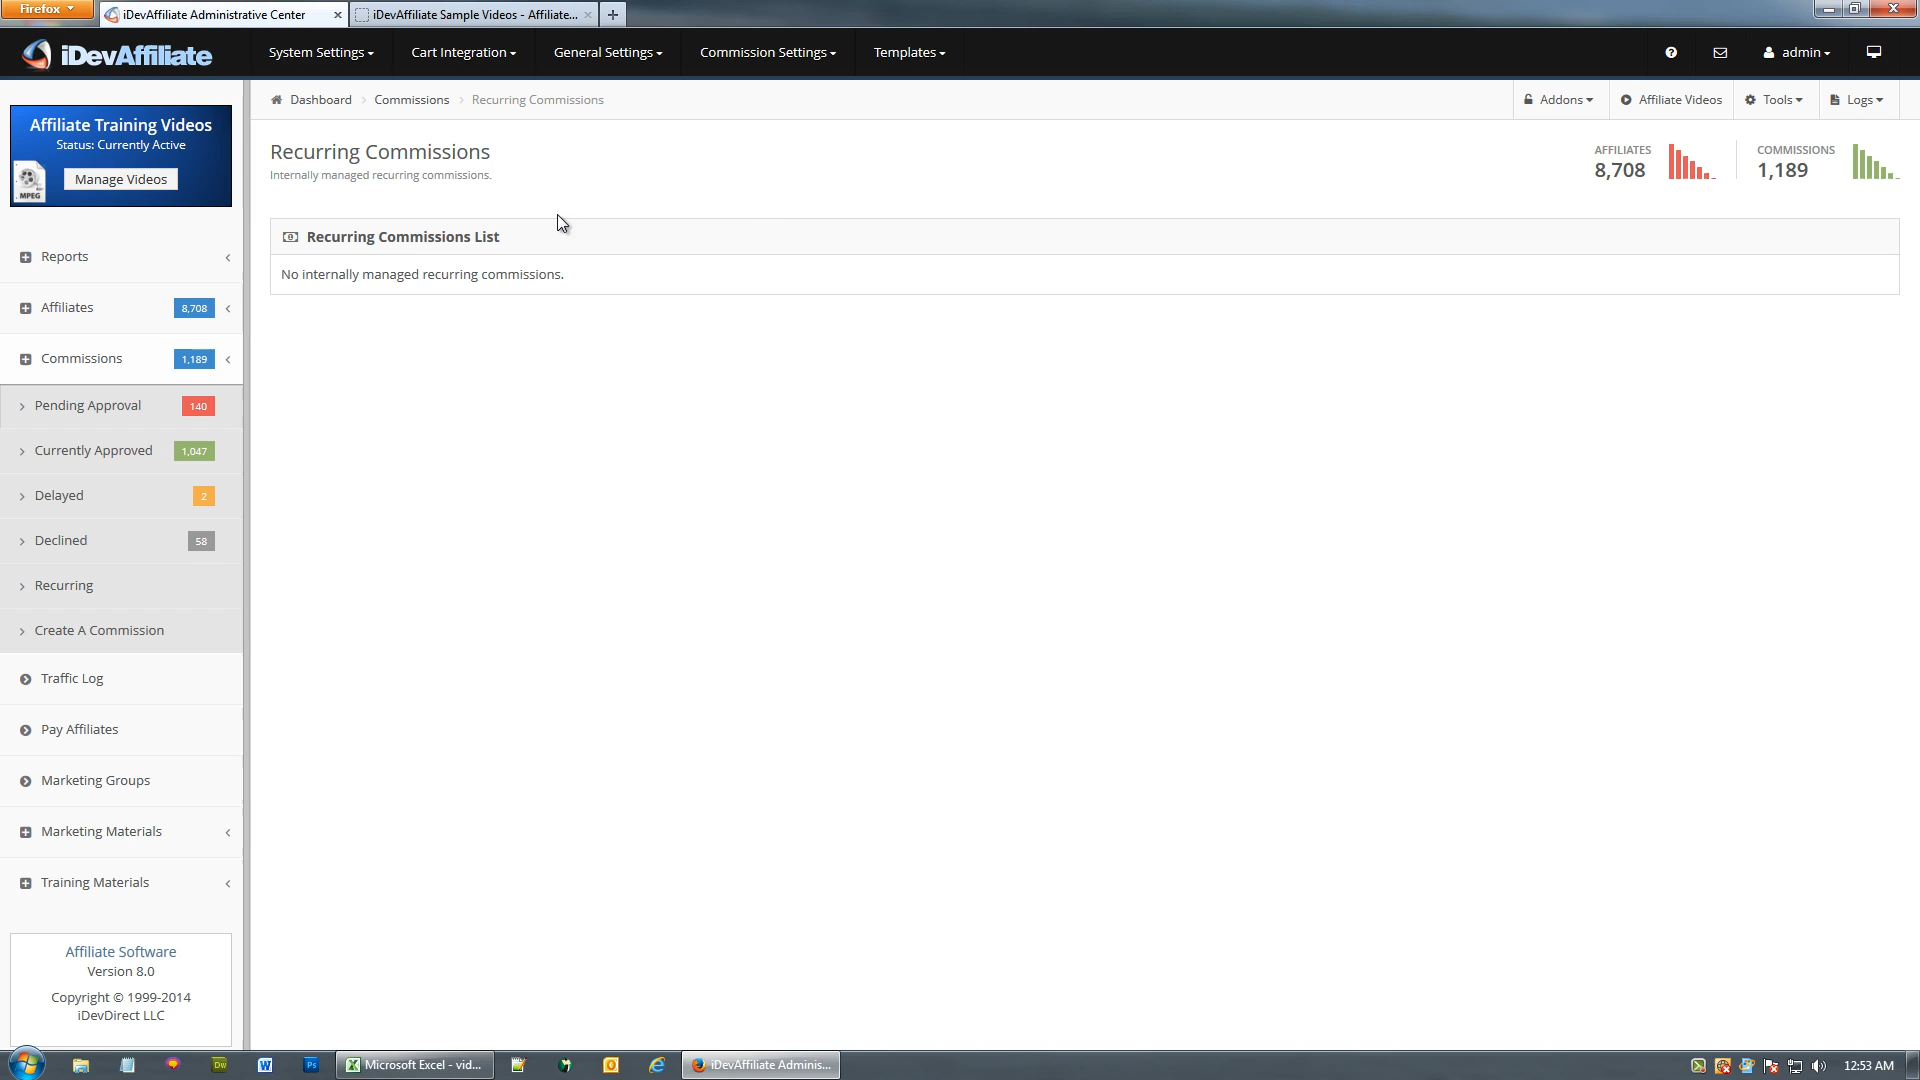 Firefox
iDevAffiliate Administrative Center
iDevAffiliate Sample Videos - Affiliate...
iDevAffiliate
System Settings
Cart Integration
General Settings
Commission Settings
Templates
admin
Affiliate Training Videos
Status: Currently Active
Manage Videos
MPEG
Dashboard
Commissions
Recurring Commissions
Addons
Affiliate Videos
Tools
Logs
Recurring Commissions
Internally managed recurring commissions.
AFFILIATES
8,708
COMMISSIONS
1,189
Recurring Commissions List
No internally managed recurring commissions.
Reports
Affiliates 8,708
Commissions 1,189
Pending Approval 140
Currently Approved 1,047
Delayed 2
Declined 58
Recurring
Create A Commission
Traffic Log
Pay Affiliates
Marketing Groups
Marketing Materials
Training Materials
Affiliate Software
Version 8.0
Copyright © 1999-2014
iDevDirect LLC
Dw
W
Ps
Microsoft Excel - vid...
iDevAffiliate Adminis...
12:53 AM